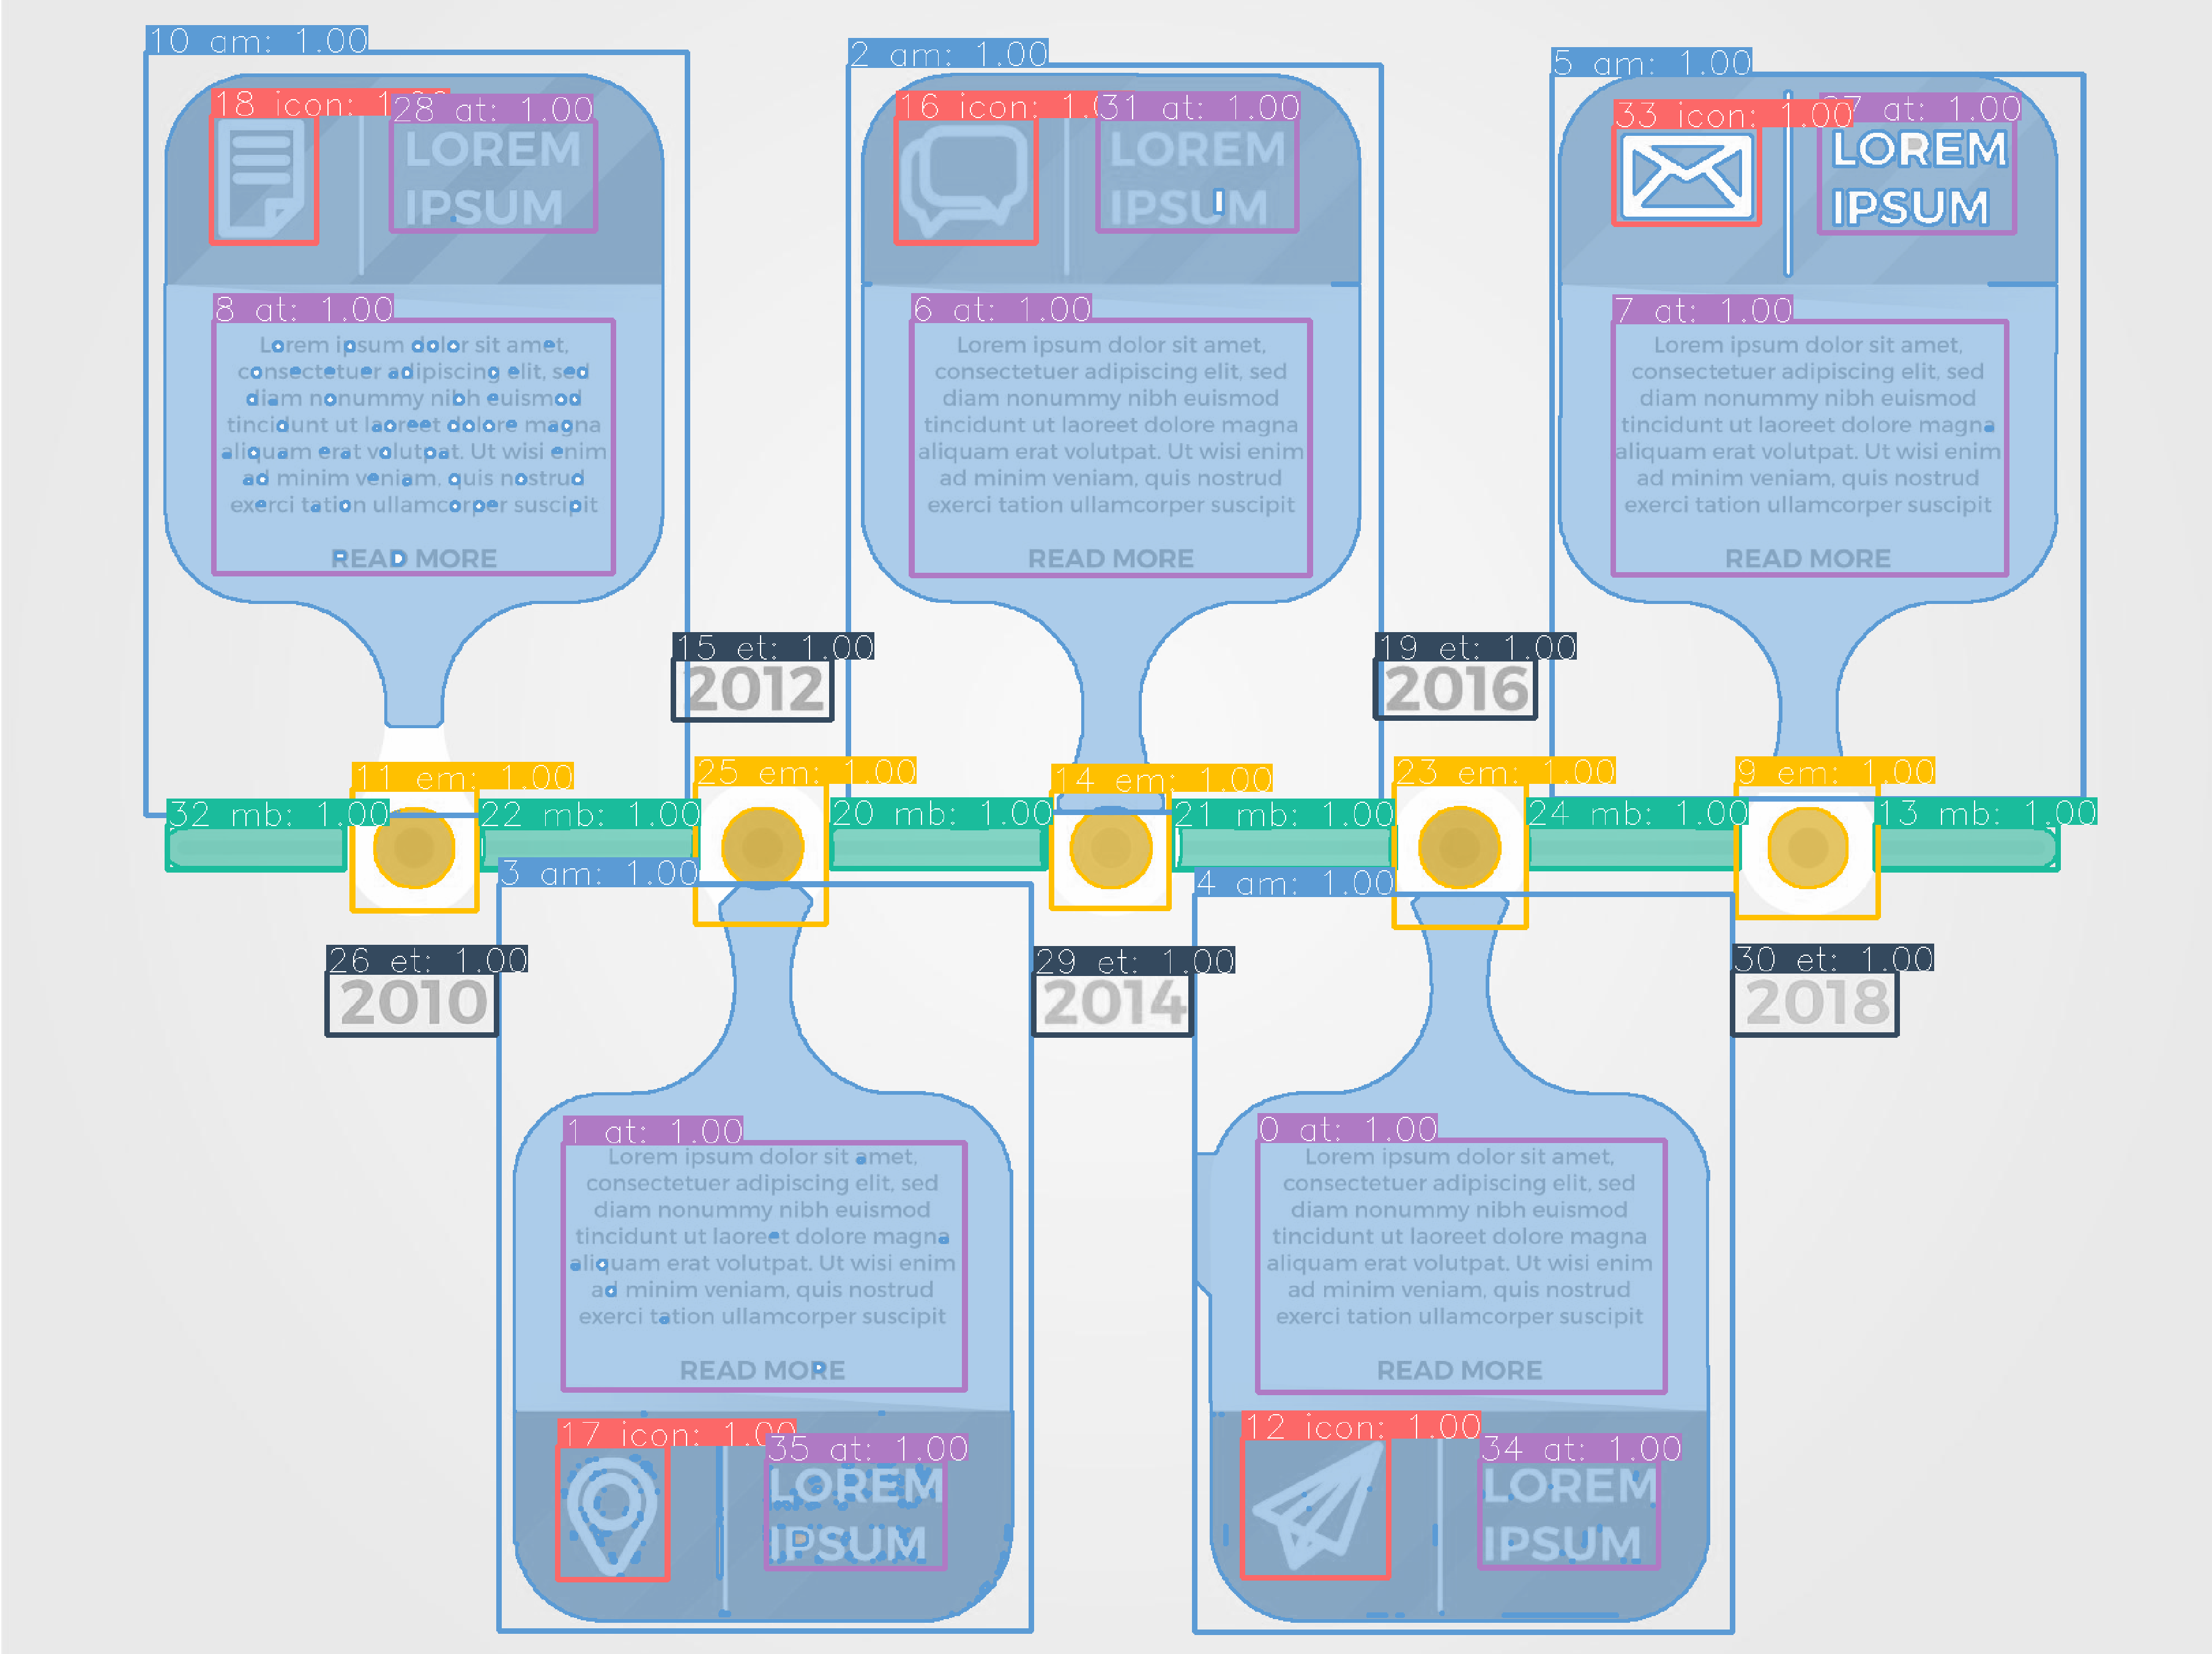 10 am: 1.00
18 icon: 1.00
28 at: 1.00
LOREM
IPSUM
8 at: 1.00
Lorem ipsum dolor sit amet,
consectetuer adipiscing elit, sed
diam nonummy nibh euismod
tincidunt ut laoreet dolore magna
aliquam erat volutpat. Ut wisi enim
ad minim veniam, quis nostrud
exerci tation ullamcorper suscipit
READ MORE
2 am: 1.00
16 icon: 1.0
31 at: 1.00
LOREM
IPSUM
6 at: 1.00
Lorem ipsum dolor sit amet,
consectetuer adipiscing elit, sed
diam nonummy nibh euismod
tincidunt ut laoreet dolore magna
aliquam erat volutpat. Ut wisi enim
ad minim veniam, quis nostrud
exerci tation ullamcorper suscipit
READ MORE
5 am: 1.00
33 icon: 1.00
27 at: 1.00
LOREM
IPSUM
7 at: 1.00
Lorem ipsum dolor sit amet,
consectetuer adipiscing elit, sed
diam nonummy nibh euismod
tincidunt ut laoreet dolore magna
aliquam erat volutpat. Ut wisi enim
ad minim veniam, quis nostrud
exerci tation ullamcorper suscipit
READ MORE
15 et: 1.00
2012
19 et: 1.00
2016
11 em: 1.00
25 em: 1.00
14 em: 1.00
23 em: 1.00
9 em: 1.00
32 mb: 1.00
22 mb: 1.00
20 mb: 1.00
21 mb: 1.00
24 mb: 1.00
13 mb: 1.00
3 am: 1.00
4 am: 1.00
26 et: 1.00
2010
29 et: 1.00
2014
30 et: 1.00
2018
1 at: 1.00
Lorem ipsum dolor sit amet,
consectetuer adipiscing elit, sed
diam nonummy nibh euismod
tincidunt ut laoreet dolore magna
aliquam erat volutpat. Ut wisi enim
ad minim veniam, quis nostrud
exerci tation ullamcorper suscipit
READ MORE
17 icon: 1.00
35 at: 1.00
LOREM
IPSUM
0 at: 1.00
Lorem ipsum dolor sit amet,
consectetuer adipiscing elit, sed
diam nonummy nibh euismod
tincidunt ut laoreet dolore magna
aliquam erat volutpat. Ut wisi enim
ad minim veniam, quis nostrud
exerci tation ullamcorper suscipit
READ MORE
12 icon: 1.00
34 at: 1.00
LOREM
IPSUM